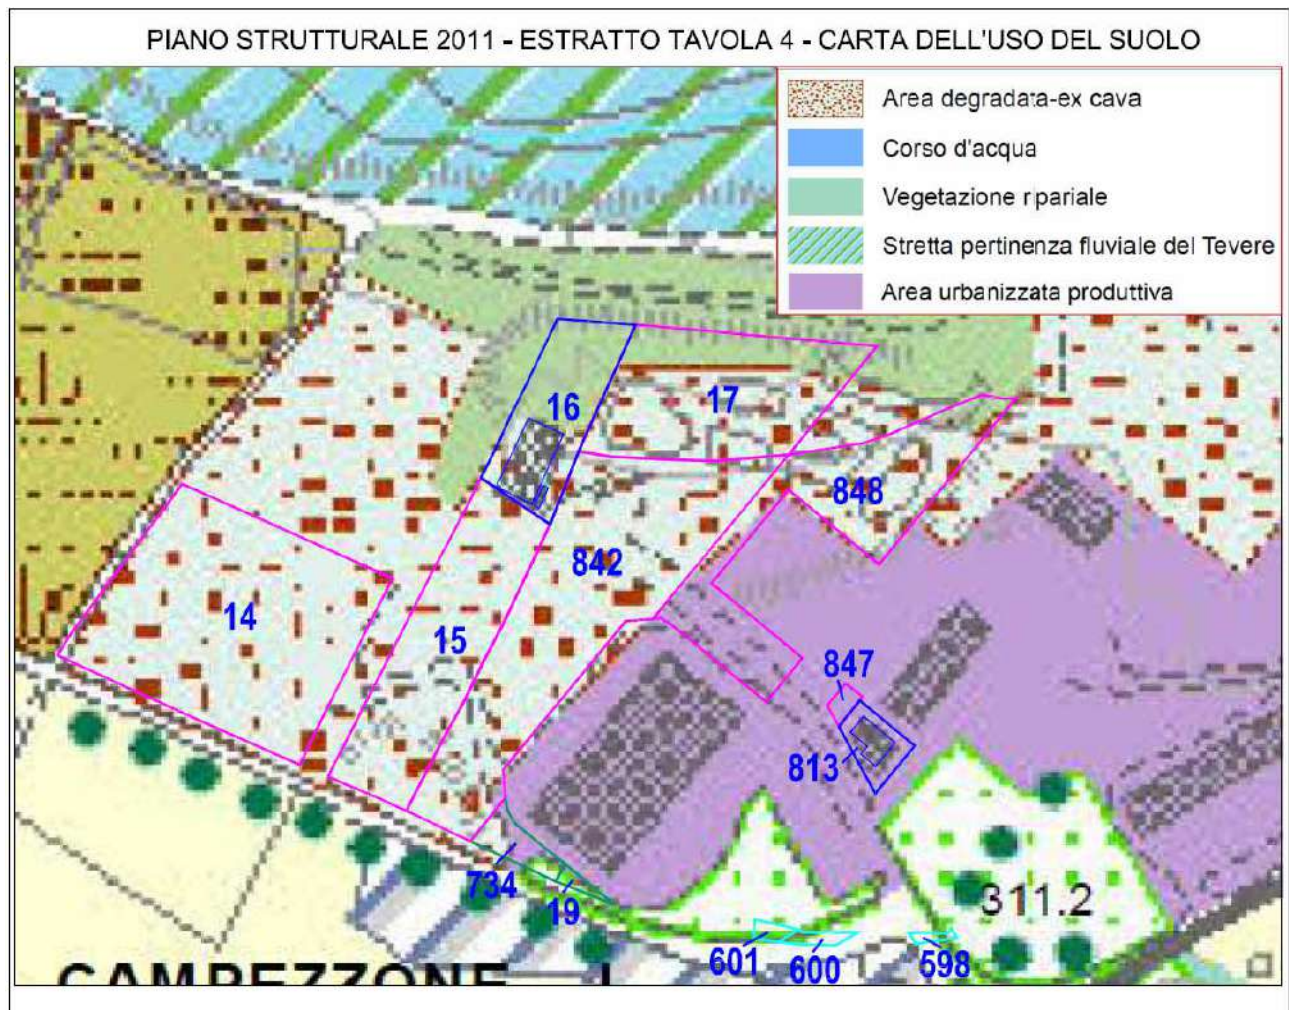 PIANO STRUTTURALE 2011 - ESTRATTO TAVOLA 4 - CARTA DELL'USO DEL SUOLO
Area degradata-ex cava
Corso d'acqua
Vegetazione ripariale
Stretta pertinenza fluviale del Tevere
Area urbanizzata produttiva
16
17
848
842
14
15
847
813
734
19
311.2
601
600
598
CAMPEZZONE